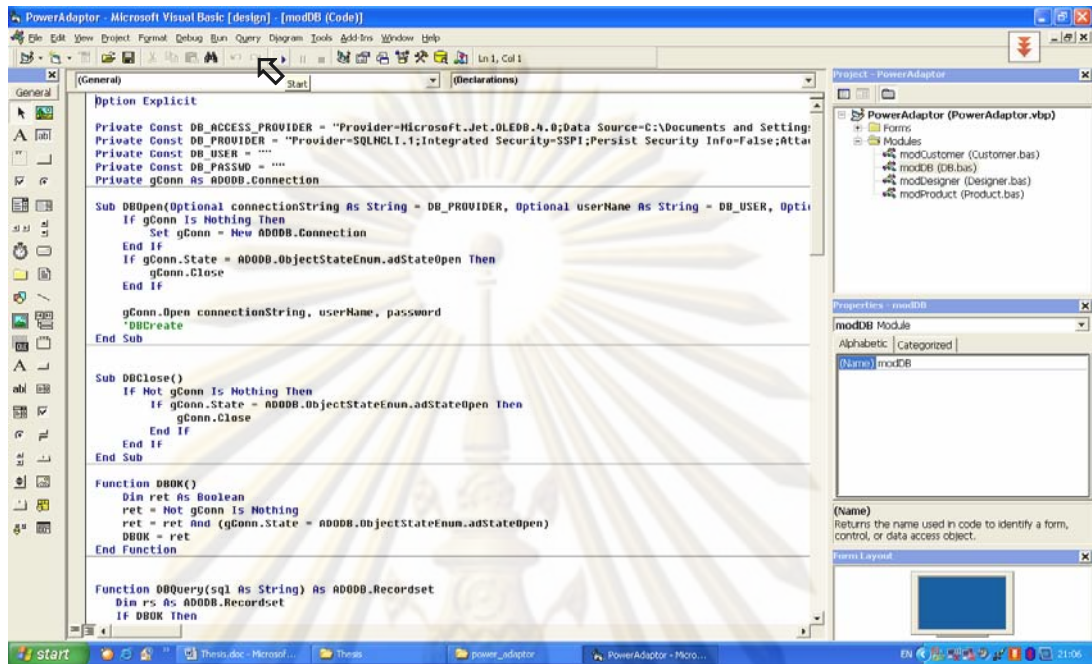 PowerAdaptor - Microsoft Visual Basic [design] - [modDB (Code)]
File Edit View Project Format Debug Run Query Diagram Tools Add-Ins Window Help
Ln 1, Col 1
Start
General
(General)
(Declarations)
Option Explicit
Private Const DB_ACCESS_PROVIDER = "Provider=Microsoft.Jet.OLEDB.4.0;Data Source=C:\Documents and Setting
Private Const DB_PROVIDER = "Provider=SQLNCLI.1;Integrated Security=SSPI;Persist Security Info=False;Atta
Private Const DB_USER = """"
Private Const DB_PASSWD = """"
Private gConn As ADODB.Connection
Sub DBOpen(Optional connectionString As String = DB_PROVIDER, Optional userName As String = DB_USER, Opti
If gConn Is Nothing Then
Set gConn = New ADODB.Connection
End If
If gConn.State = ADODB.ObjectStateEnum.adStateOpen Then
gConn.Close
End If
gConn.Open connectionString, userName, password
'DBCreate
End Sub
Sub DBClose()
If Not gConn Is Nothing Then
If gConn.State = ADODB.ObjectStateEnum.adStateOpen Then
gConn.Close
End If
End If
End Sub
Function DBOK()
Dim ret As Boolean
ret = Not gConn Is Nothing
ret = ret And (gConn.State = ADODB.ObjectStateEnum.adStateOpen)
DBOK = ret
End Function
Function DBQuery(sql As String) As ADODB.Recordset
Dim rs As ADODB.Recordset
If DBOK Then
Project - PowerAdaptor
PowerAdaptor (PowerAdaptor.vbp)
Forms
Modules
modCustomer (Customer.bas)
modDB (DB.bas)
modDesigner (Designer.bas)
modProduct (Product.bas)
Properties - modDB
modDB Module
Alphabetic Categorized
(Name) modDB
(Name)
Returns the name used in code to identify a form,
control, or data access object.
Form Layout
start
Thesis.doc - Microsof...
Thesis
power_adaptor
PowerAdaptor - Micro...
EN
21:06